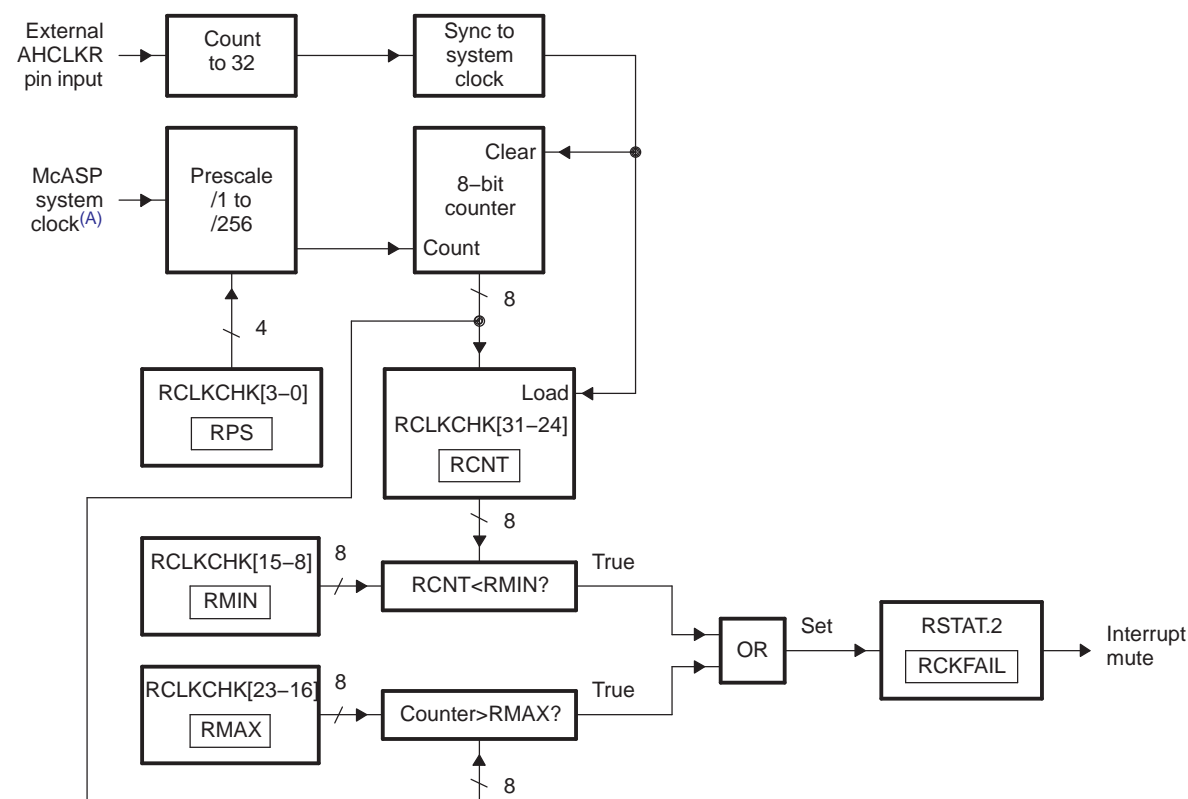 External
AHCLKR
pin input
Count
to 32
Sync to
system
clock
McASP
system
clock(A)
Prescale
/1 to
/256
Clear
8−bit
counter
Count
8
4
RCLKCHK[3−0]
RPS
Load
RCLKCHK[31−24]
RCNT
8
RCLKCHK[15−8]
RMIN
8
RCNT<RMIN?
True
OR
Set
RSTAT.2
RCKFAIL
Interrupt
mute
RCLKCHK[23−16]
RMAX
8
Counter>RMAX?
True
8